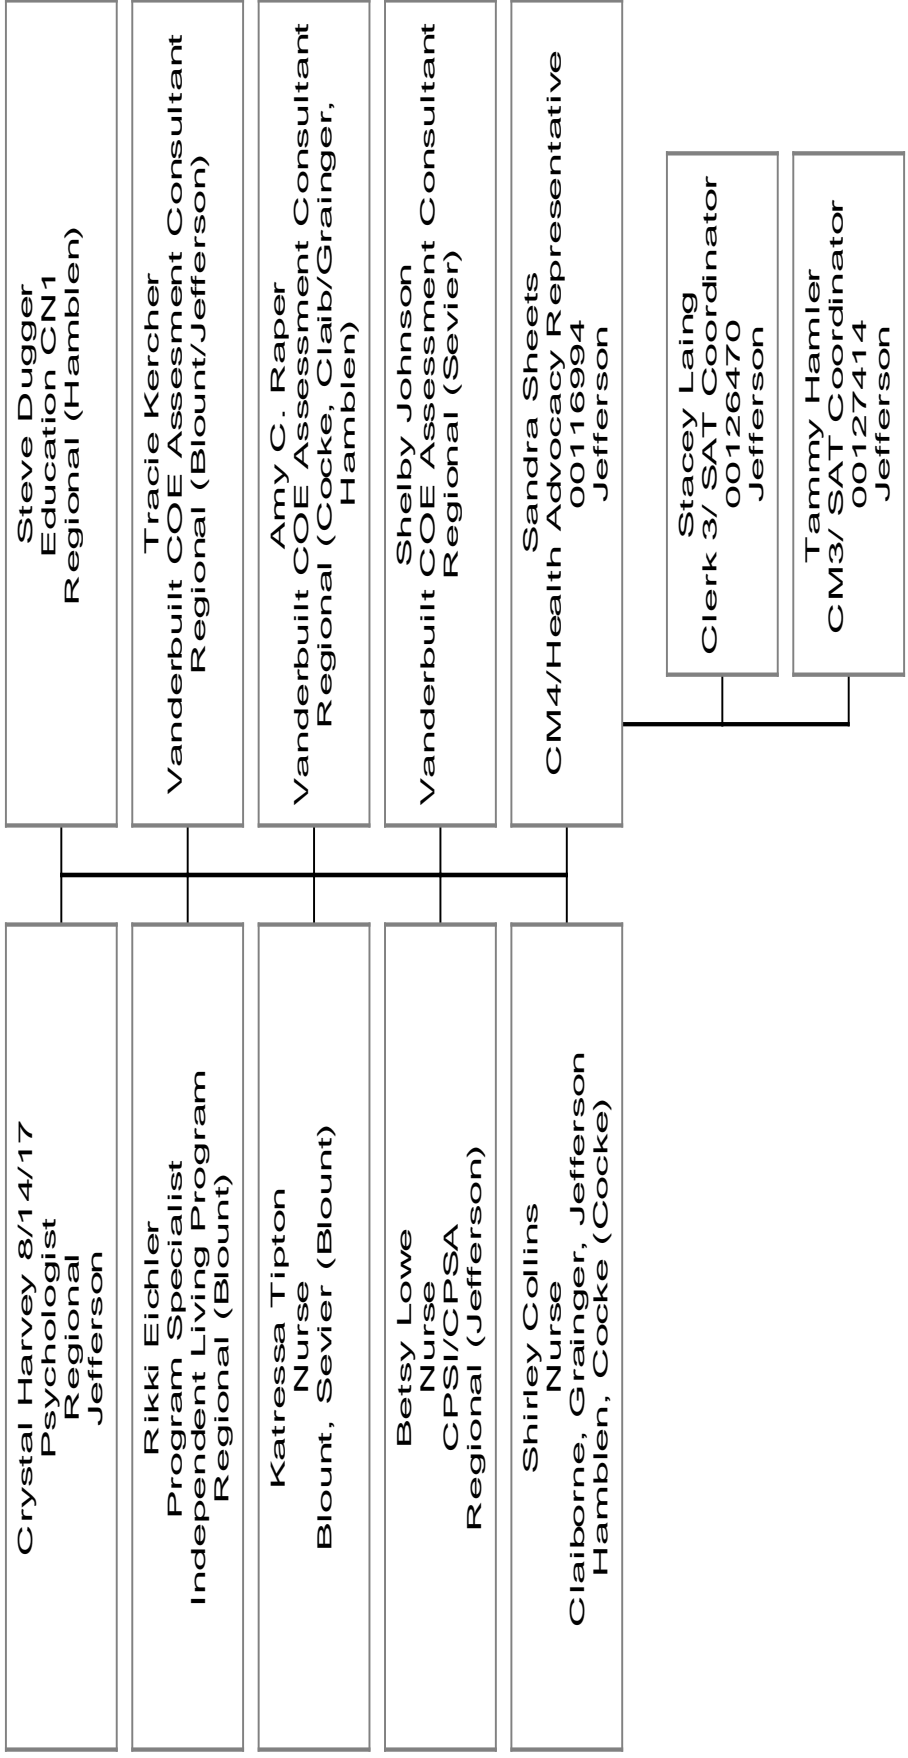 Crystal Harvey 8/14/17
Psychologist
Regional
Jefferson
Steve Dugger
Education CN1
Regional (Hamblen)
Rikki Eichler
Program Specialist
Independent Living Program
Regional (Blount)
Tracie Kercher
Vanderbuilt COE Assesment Consultant
Regional (Blount/Jefferson)
Katressa Tipton
Nurse
Blount, Sevier (Blount)
Amy C. Raper
Vanderbuilt COE Assessment Consultant
Regional (Cocke, Claib/Grainger,
Hamblen)
Betsy Lowe
Nurse
CPSI/CPSA
Regional (Jefferson)
Shelby Johnson
Vanderbuilt COE Assessment Consultant
Regional (Sevier)
Shirley Collins
Nurse
Claiborne, Grainger, Jefferson
Hamblen, Cocke (Cocke)
Sandra Sheets
CM4/Health Advocacy Representative
00116994
Jefferson
Stacey Laing
Clerk 3/ SAT Coordinator
00126470
Jefferson
Tammy Hamler
CM3/ SAT Coordinator
00127414
Jefferson